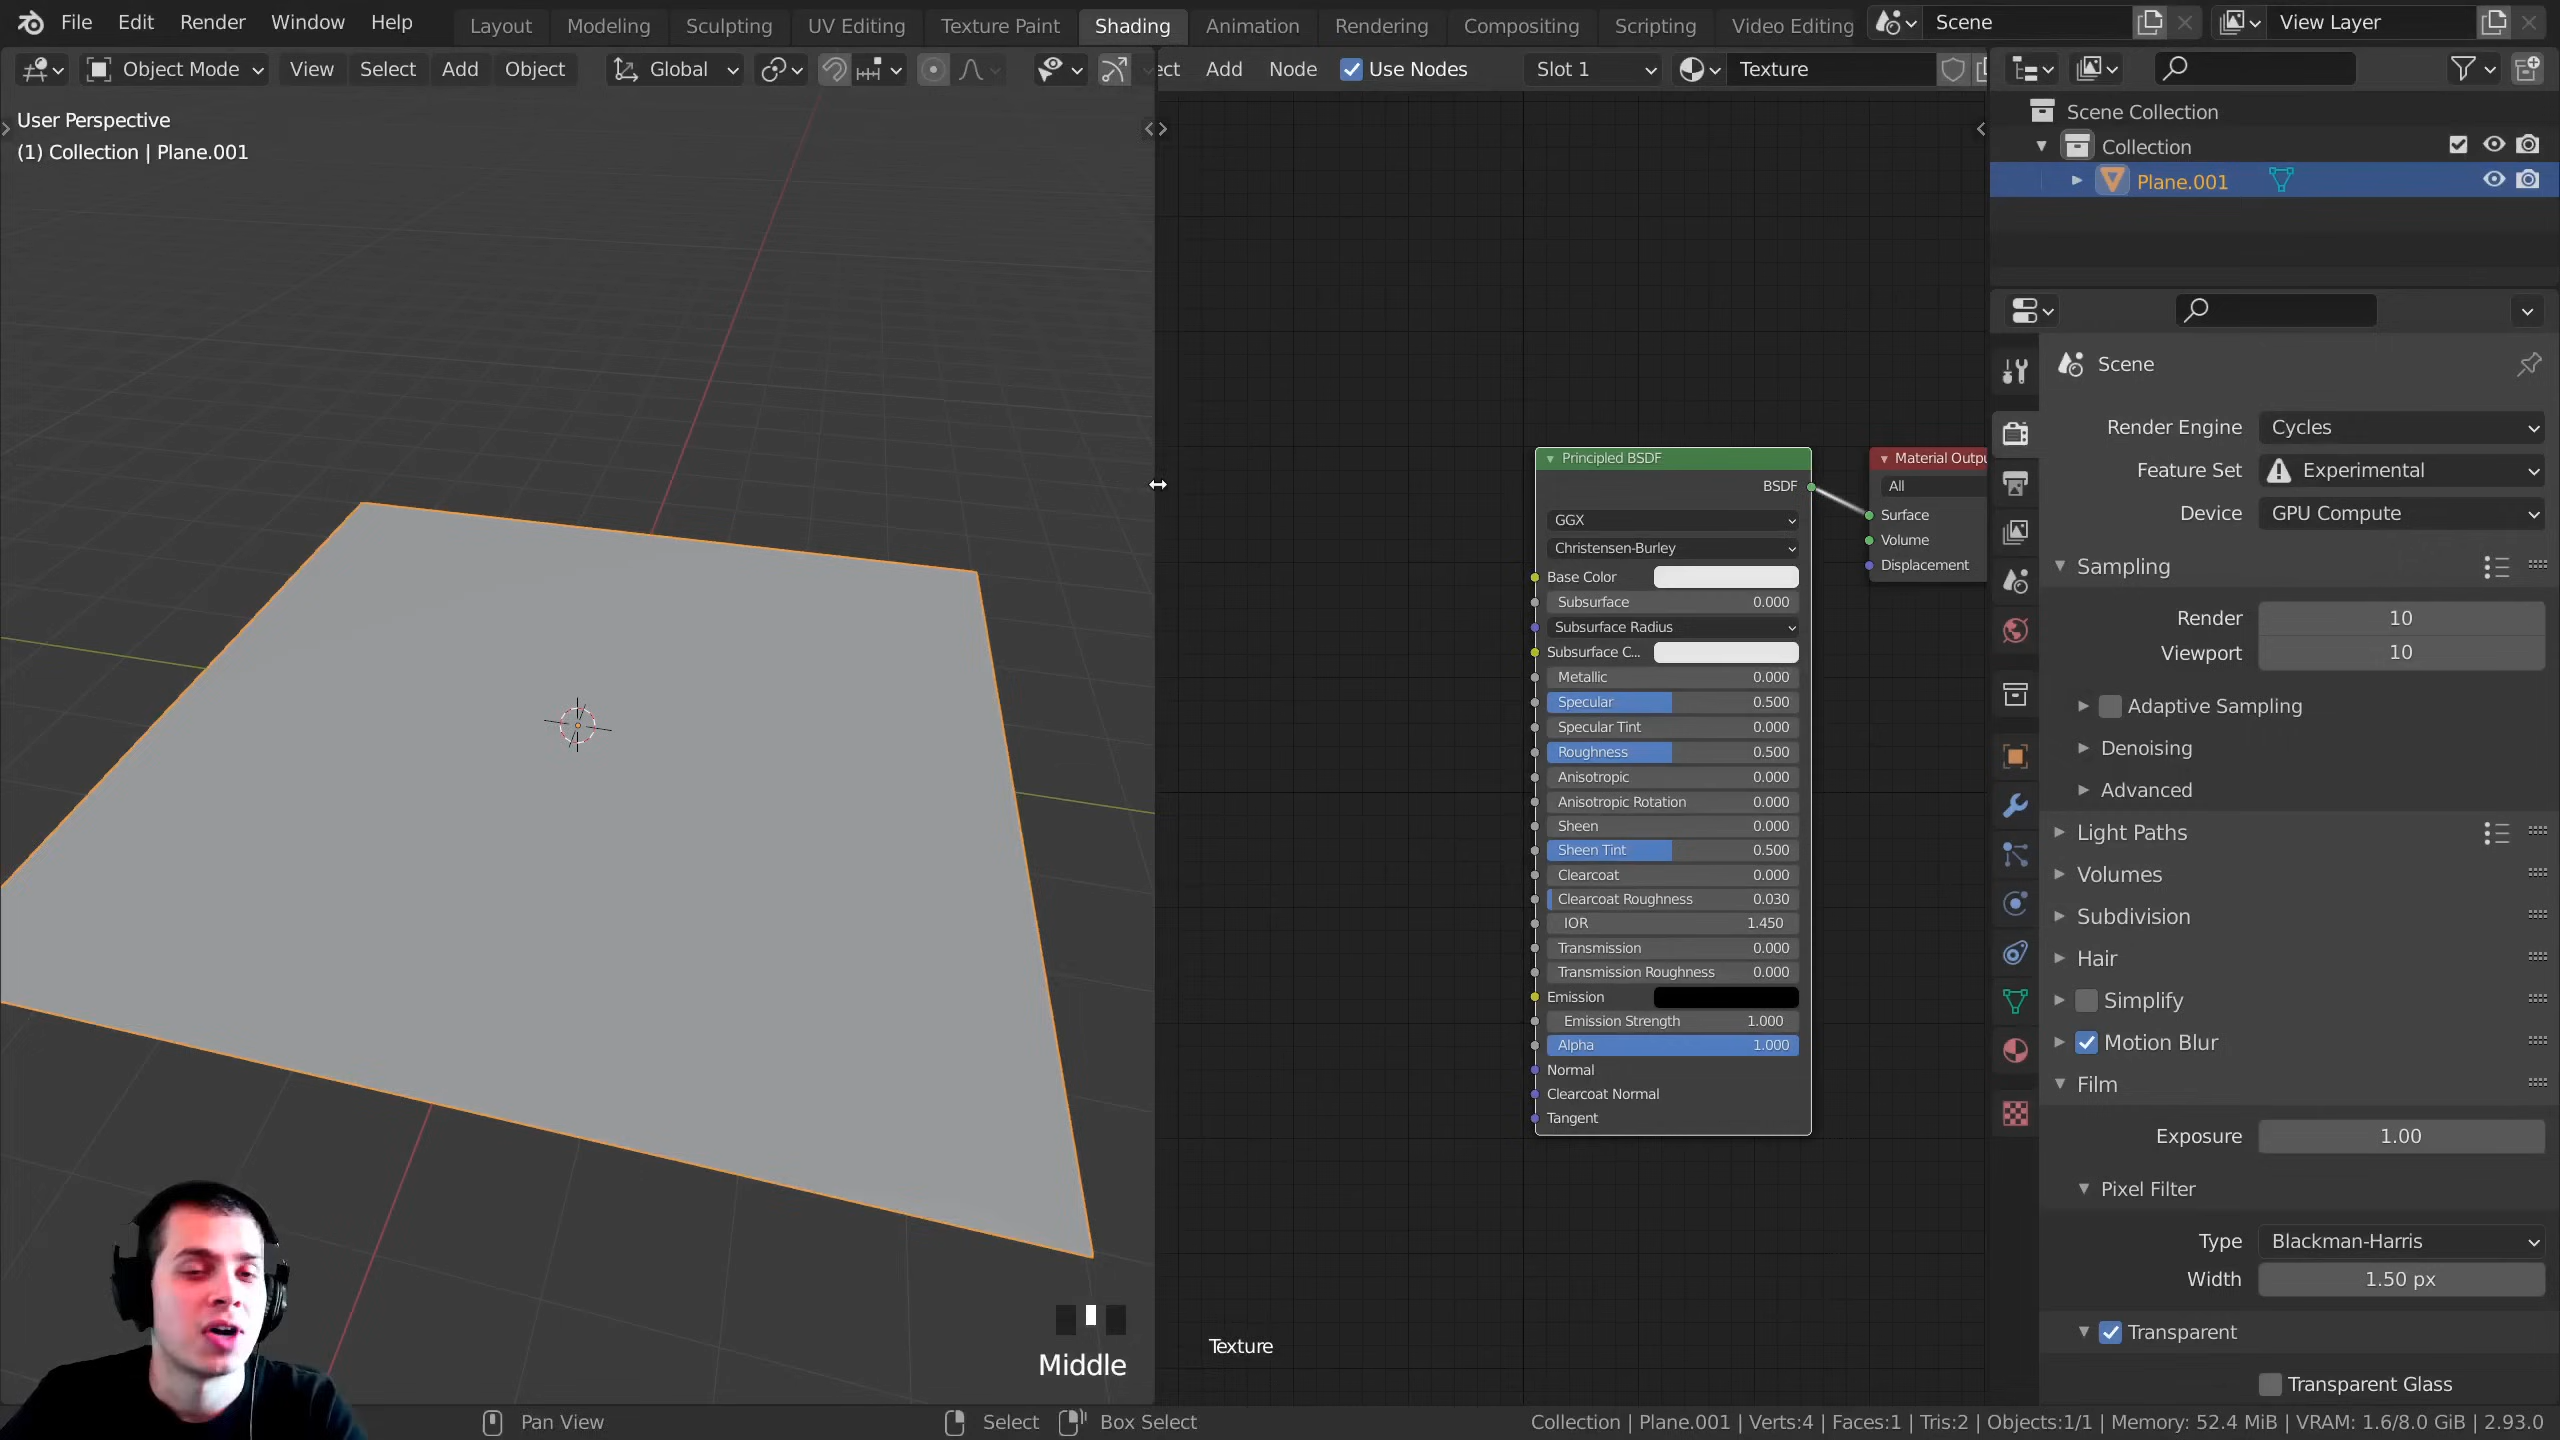 File Edit Render Window Help Layout Modeling Sculpting UV Editing Texture Paint Shading Animation Rendering Compositing Scripting Video Editing Scene View Layer
Object Mode View Select Add Object Global
ect Add Node Use Nodes Slot 1 Texture
User Perspective
(1) Collection | Plane.001
Scene Collection
Collection
Plane.001
Principled BSDF
BSDF
GGX
Christensen-Burley
Base Color
Subsurface 0.000
Subsurface Radius
Subsurface C...
Metallic 0.000
Specular 0.500
Specular Tint 0.000
Roughness 0.500
Anisotropic 0.000
Anisotropic Rotation 0.000
Sheen 0.000
Sheen Tint 0.500
Clearcoat 0.000
Clearcoat Roughness 0.030
IOR 1.450
Transmission 0.000
Transmission Roughness 0.000
Emission
Emission Strength 1.000
Alpha 1.000
Normal
Clearcoat Normal
Tangent
Material Outpu
All
Surface
Volume
Displacement
Texture
Middle
Scene
Render Engine Cycles
Feature Set Experimental
Device GPU Compute
Sampling
Render 10
Viewport 10
Adaptive Sampling
Denoising
Advanced
Light Paths
Volumes
Subdivision
Hair
Simplify
Motion Blur
Film
Exposure 1.00
Pixel Filter
Type Blackman-Harris
Width 1.50 px
Transparent
Transparent Glass
Pan View Select Box Select Collection | Plane.001 | Verts:4 | Faces:1 | Tris:2 | Objects:1/1 | Memory: 52.4 MiB | VRAM: 1.6/8.0 GiB | 2.93.0